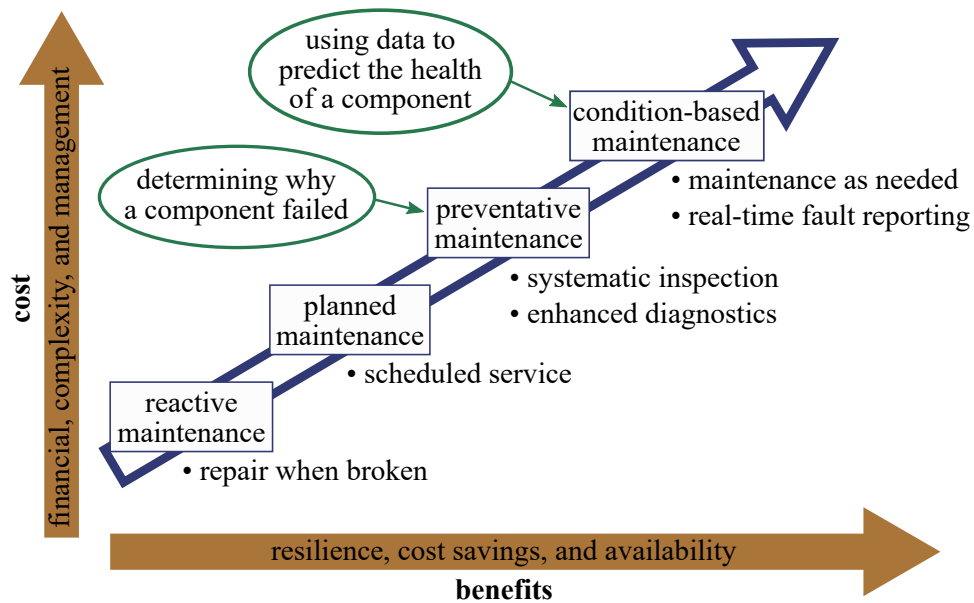 using data to
predict the health
of a component
condition-based
maintenance
• maintenance as needed
• real-time fault reporting
determining why
a component failed
preventative
maintenance
• systematic inspection
• enhanced diagnostics
planned
maintenance
• scheduled service
reactive
maintenance
• repair when broken
cost
financial, complexity, and management
resilience, cost savings, and availability
benefits